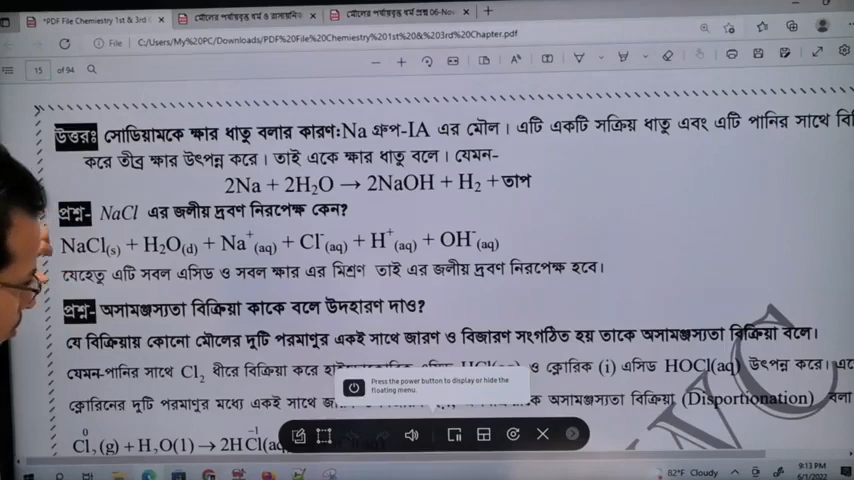 *PDF File Chemiestry 1st & 3rd (
মৌলের পর্যায়বৃত্ত ধর্ম ও রাসায়নি
মৌলের পর্যায়বৃত্ত ধর্ম প্রশ্ন 06-Nov
File C:/Users/My%20PC/Downloads/PDF%20File%20Chemiestry%201st%20&%203rd%20Chapter.pdf
15 of 94
উত্তরঃ সোডিয়ামকে ক্ষার ধাতু বলার কারণ: Na গ্রুপ-IA এর মৌল। এটি একটি সক্রিয় ধাতু এবং এটি পানির সাথে বি
করে তীব্র ক্ষার উৎপন্ন করে। তাই একে ক্ষার ধাতু বলে। যেমন-
2Na + 2H₂O → 2NaOH + H₂ + তাপ
প্রশ্ন- NaCl এর জলীয় দ্রবণ নিরপেক্ষ কেন?
NaCl(s) + H₂O(d) + Na⁺(aq) + Cl⁻(aq) + H⁺(aq) + OH⁻(aq)
যেহেতু এটি সবল এসিড ও সবল ক্ষার এর মিশ্রণ তাই এর জলীয় দ্রবণ নিরপেক্ষ হবে।
প্রশ্ন- অসামঞ্জস্যতা বিক্রিয়া কাকে বলে উদহারণ দাও?
যে বিক্রিয়ায় কোনো মৌলের দুটি পরমাণুর একই সাথে জারণ ও বিজারণ সংগঠিত হয় তাকে অসামঞ্জস্যতা বিক্রিয়া বলে।
যেমন-পানির সাথে Cl₂ ধীরে বিক্রিয়া করে ও ক্লোরিক (i) এসিড HOCl(aq) উৎপন্ন করে। এ
ক্লোরিনের দুটি পরমাণুর মধ্যে একই সাথে অসামঞ্জস্যতা বিক্রিয়া (Disportionation) বলা
Press the power button to display or hide the
floating menu.
0 -1
Cl₂(g) + H₂O(1) → 2HCl(aq
82°F Cloudy
9:13 PM
6/1/2022